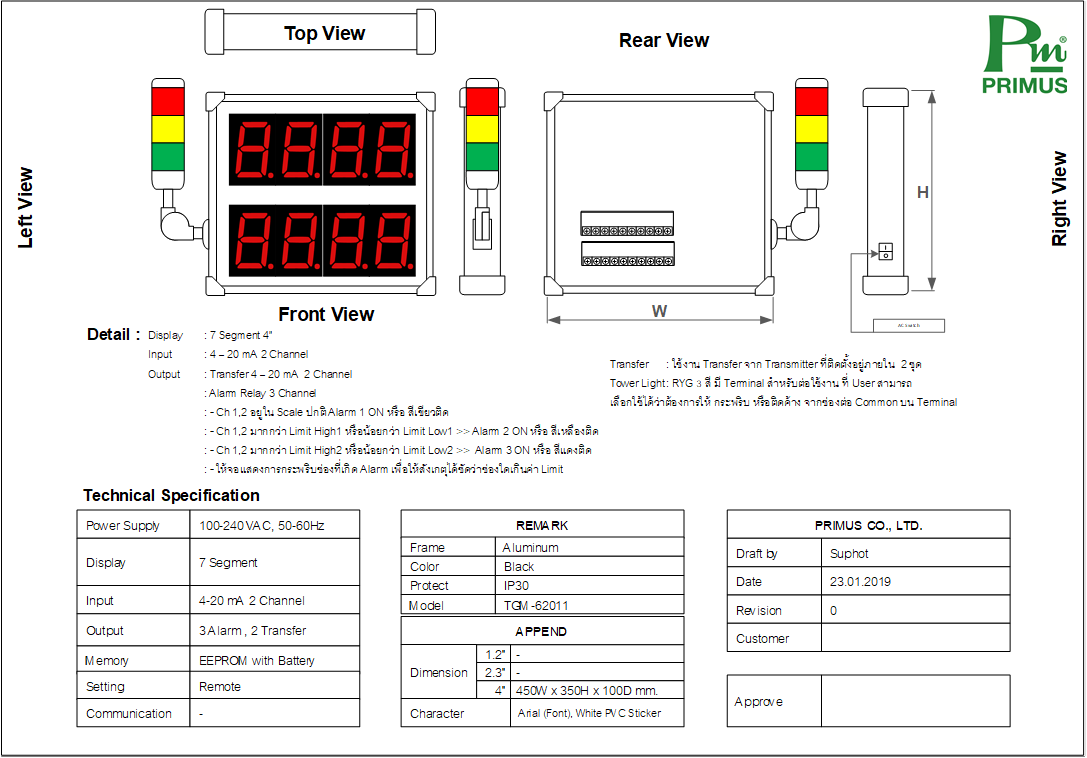 Top View
Rear View
Pm®
PRIMUS
Left View
Right View
8.8.8.8.
8.8.8.8.
H
W
AC Switch
Front View
Detail : Display : 7 Segment 4"
Input : 4 – 20 mA 2 Channel
Output : Transfer 4 – 20 mA 2 Channel
: Alarm Relay 3 Channel
: - Ch 1,2 อยู่ใน Scale ปกติ Alarm 1 ON หรือ สีเขียวติด
: - Ch 1,2 มากกว่า Limit High1 หรือน้อยกว่า Limit Low1 >> Alarm 2 ON หรือ สีเหลืองติด
: - Ch 1,2 มากกว่า Limit High2 หรือน้อยกว่า Limit Low2 >> Alarm 3 ON หรือ สีแดงติด
: - ให้จอแสดงการกระพริบช่องที่เกิด Alarm เพื่อให้สังเกตุได้ชัดว่าช่องใดเกินค่า Limit
Transfer : ใช้งาน Transfer จาก Transmitter ที่ติดตั้งอยู่ภายใน 2 ชุด
Tower Light : RYG 3 สี มี Terminal สำหรับต่อใช้งาน ที่ User สามารถ
เลือกใช้ได้ว่าต้องการให้ กระพริบ หรือติดค้าง จากช่องต่อ Common บน Terminal
Technical Specification
Power Supply 100-240 VAC, 50-60Hz
Display 7 Segment
Input 4-20 mA 2 Channel
Output 3 Alarm , 2 Transfer
Memory EEPROM with Battery
Setting Remote
Communication -
REMARK
Frame Aluminum
Color Black
Protect IP30
Model TGM-62011
APPEND
Dimension 1.2" -
2.3" -
4" 450W x 350H x 100D mm.
Character Arial (Font), White PVC Sticker
PRIMUS CO., LTD.
Draft by Suphot
Date 23.01.2019
Revision 0
Customer
Approve